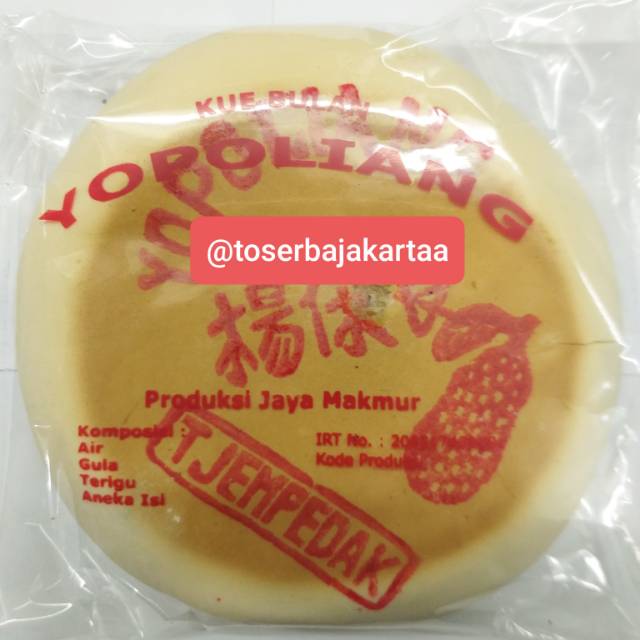 KUE BULAN
YOPOLIANG
YOPOLIANG
@toserbajakartaa
楊保良
Produksi Jaya Makmur
Komposisi :
Air
Gula
Terigu
Aneka Isi
IRT No. :
Kode Produksi
TJEMPEDAK